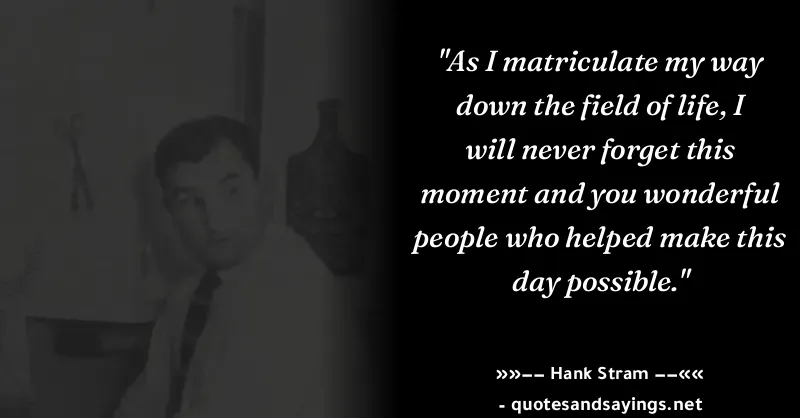 "As I matriculate my way
down the field of life, I
will never forget this
moment and you wonderful
people who helped make this
day possible."
»»−− Hank Stram −−««
- quotesandsayings.net